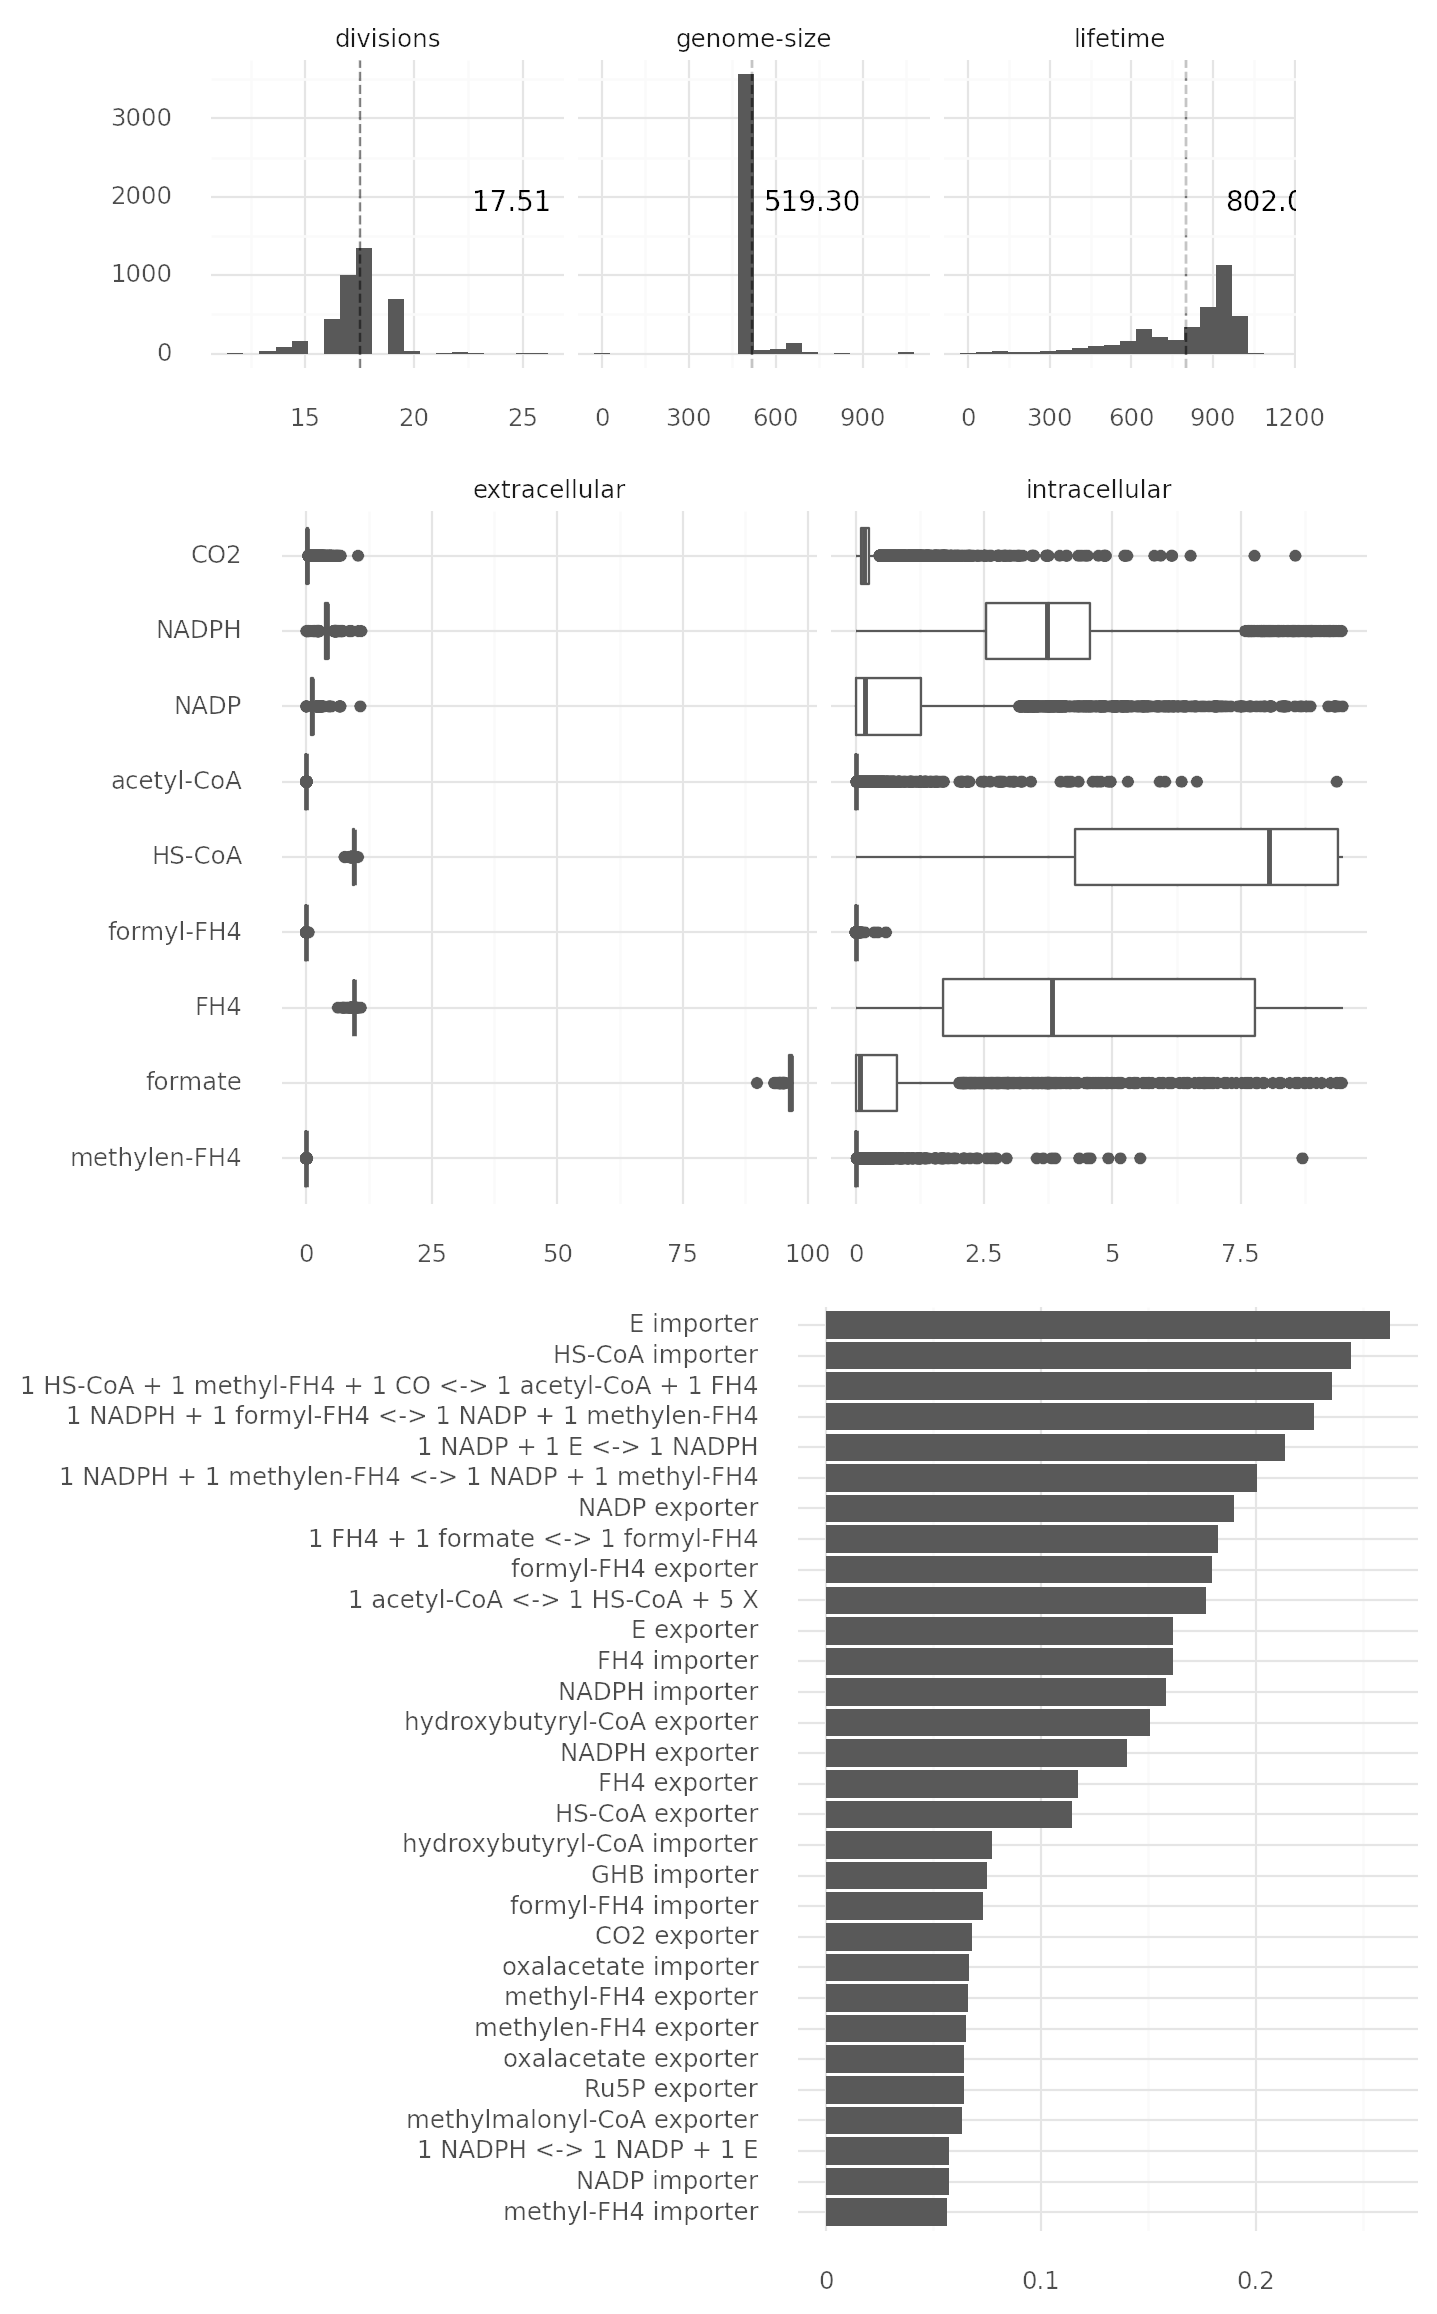 divisions genome-size lifetime
3000
2000
1000
0
17.51 519.30 802.0
15 20 25 0 300 600 900 0 300 600 900 1200
extracellular intracellular
CO2
NADPH
NADP
acetyl-CoA
HS-CoA
formyl-FH4
FH4
formate
methylen-FH4
0 25 50 75 100 0 2.5 5 7.5
E importer
HS-CoA importer
1 HS-CoA + 1 methyl-FH4 + 1 CO <-> 1 acetyl-CoA + 1 FH4
1 NADPH + 1 formyl-FH4 <-> 1 NADP + 1 methylen-FH4
1 NADP + 1 E <-> 1 NADPH
1 NADPH + 1 methylen-FH4 <-> 1 NADP + 1 methyl-FH4
NADP exporter
1 FH4 + 1 formate <-> 1 formyl-FH4
formyl-FH4 exporter
1 acetyl-CoA <-> 1 HS-CoA + 5 X
E exporter
FH4 importer
NADPH importer
hydroxybutyryl-CoA exporter
NADPH exporter
FH4 exporter
HS-CoA exporter
hydroxybutyryl-CoA importer
GHB importer
formyl-FH4 importer
CO2 exporter
oxalacetate importer
methyl-FH4 exporter
methylen-FH4 exporter
oxalacetate exporter
Ru5P exporter
methylmalonyl-CoA exporter
1 NADPH <-> 1 NADP + 1 E
NADP importer
methyl-FH4 importer
0 0.1 0.2